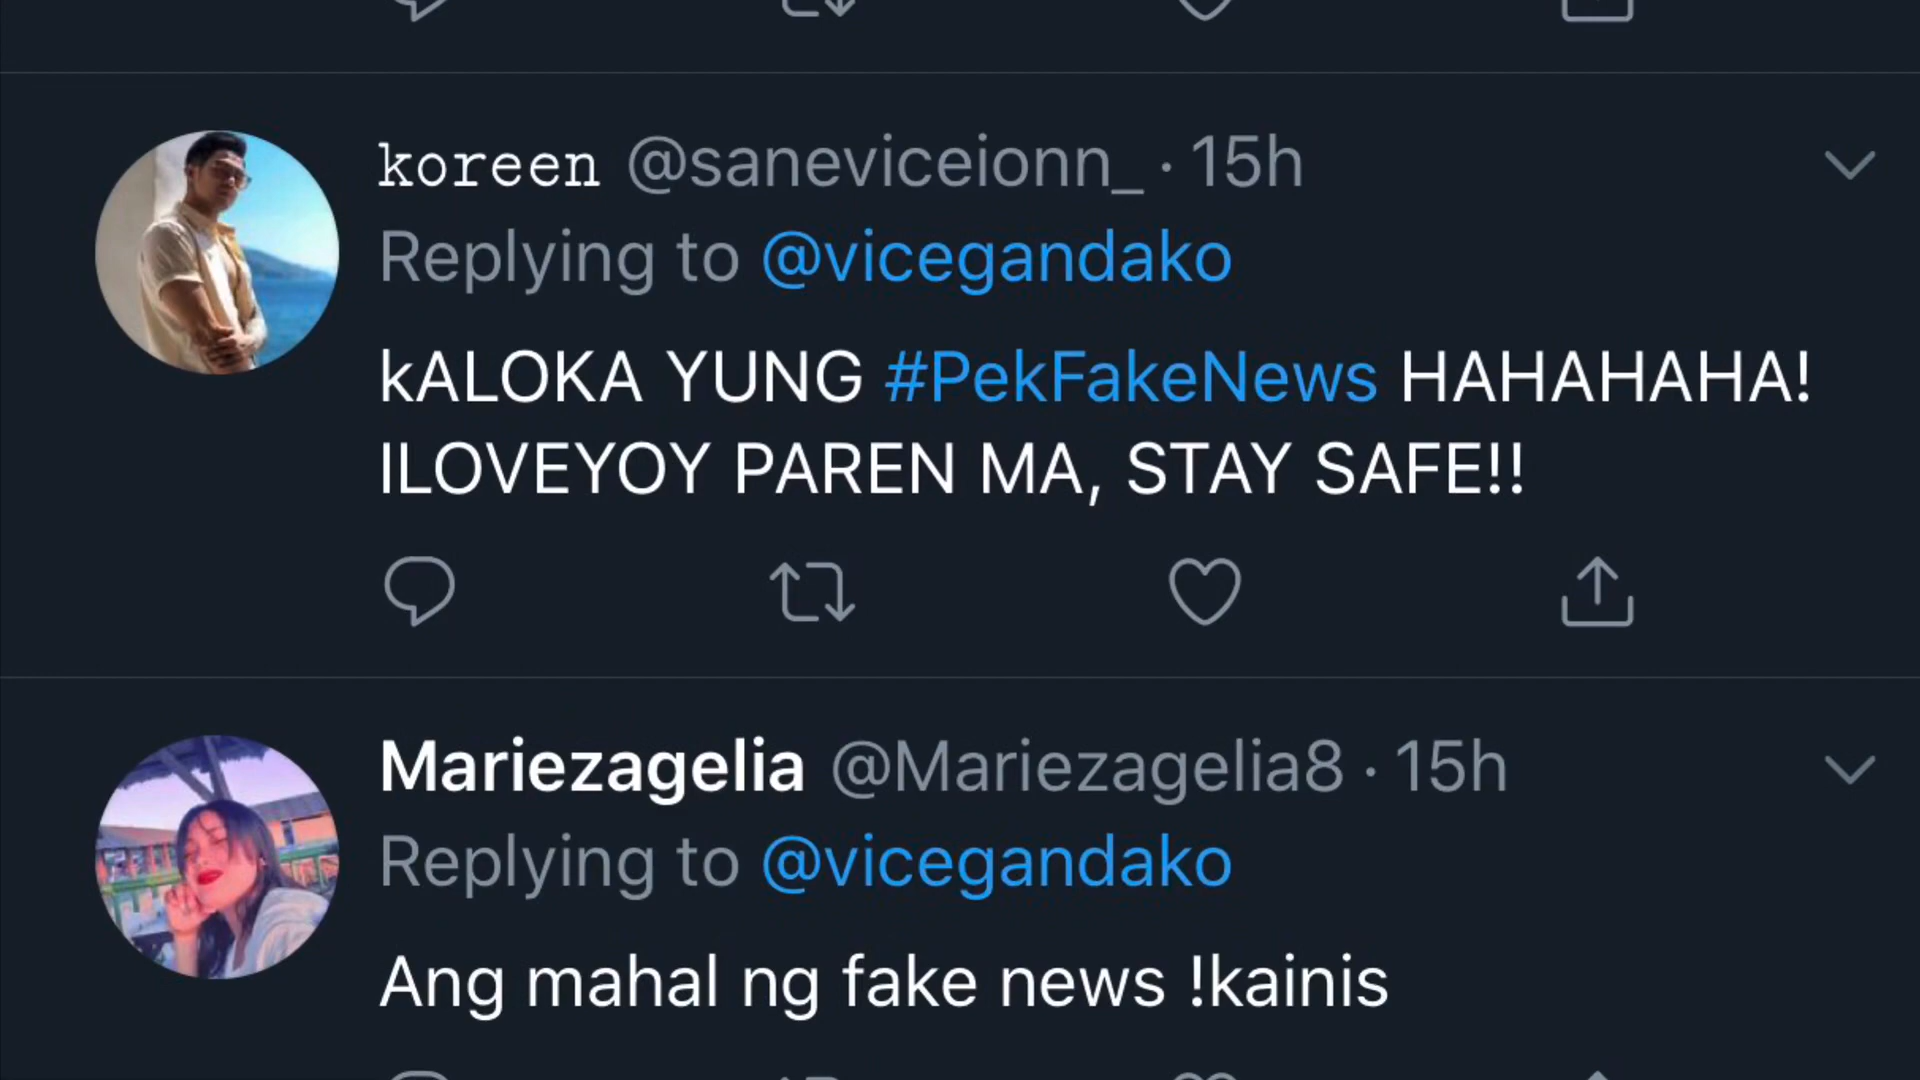 koreen @saneviceionn_ · 15h
Replying to @vicegandako
kALOKA YUNG #PekFakeNews HAHAHAHA!
ILOVEYOY PAREN MA, STAY SAFE!!
Mariezagelia @Mariezagelia8 · 15h
Replying to @vicegandako
Ang mahal ng fake news !kainis